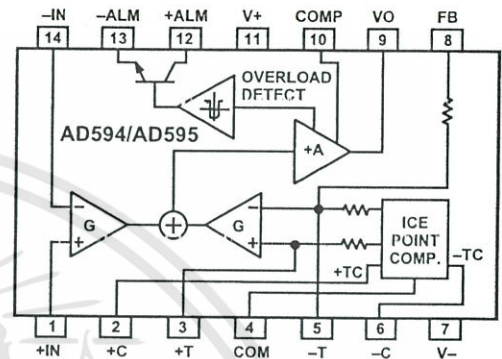 −IN −ALM +ALM V+ COMP VO FB
14 13 12 11 10 9 8
OVERLOAD
DETECT
AD594/AD595
+A
− G +
+
− G +
ICE
POINT
COMP.
+TC
−TC
1 2 3 4 5 6 7
+IN +C +T COM −T −C V−